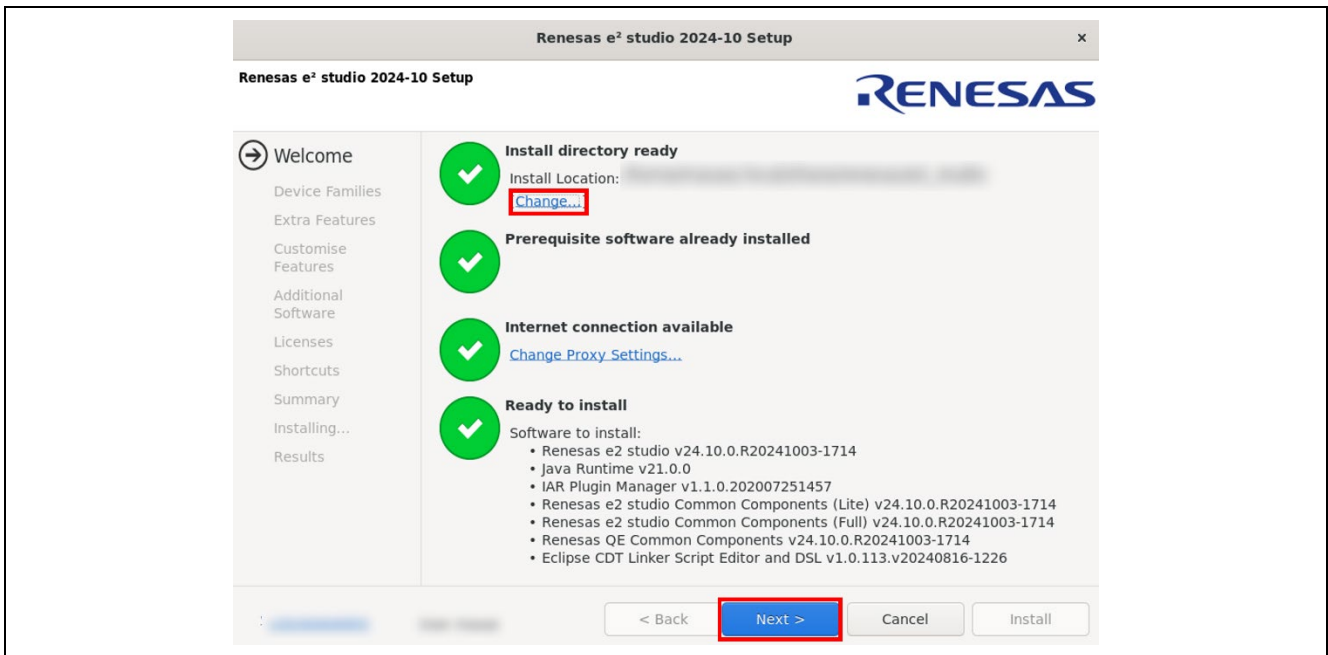 Renesas e² studio 2024-10 Setup
×
Renesas e² studio 2024-10 Setup
RENESAS
Welcome
Device Families
Extra Features
Customise
Features
Additional
Software
Licenses
Shortcuts
Summary
Installing...
Results
Install directory ready
Install Location:
Change...
Prerequisite software already installed
Internet connection available
Change Proxy Settings...
Ready to install
Software to install:
• Renesas e2 studio v24.10.0.R20241003-1714
• Java Runtime v21.0.0
• IAR Plugin Manager v1.1.0.202007251457
• Renesas e2 studio Common Components (Lite) v24.10.0.R20241003-1714
• Renesas e2 studio Common Components (Full) v24.10.0.R20241003-1714
• Renesas QE Common Components v24.10.0.R20241003-1714
• Eclipse CDT Linker Script Editor and DSL v1.0.113.v20240816-1226
< Back
Next >
Cancel
Install